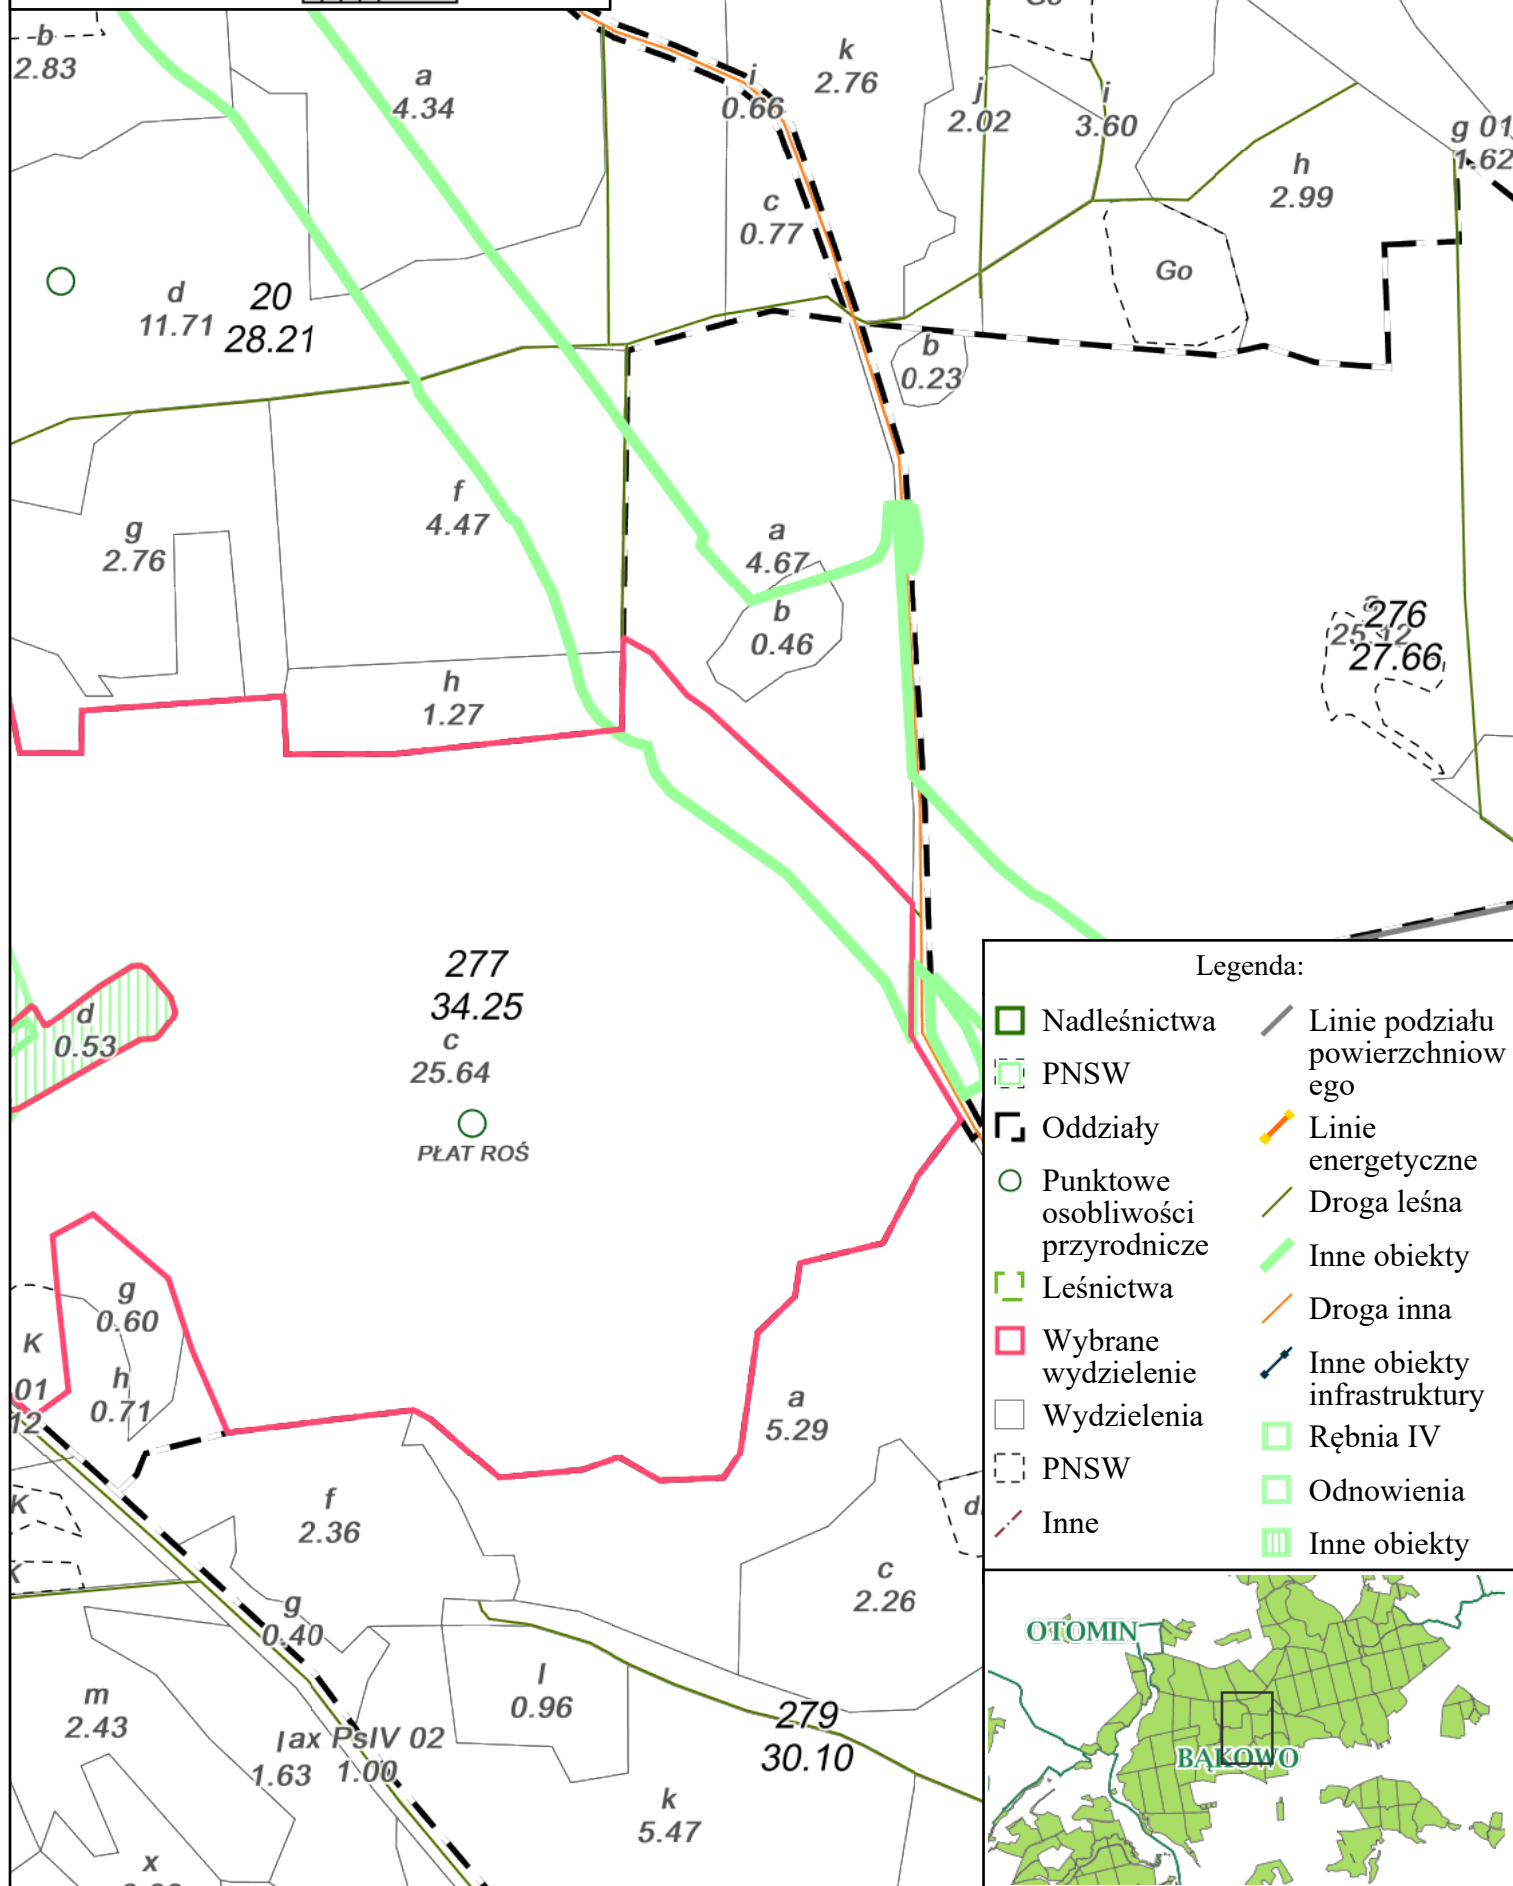 b
2.83
a
4.34
i
0.66
k
2.76
j
2.02
i
3.60
g 01
1.62
h
2.99
c
0.77
Go
d
11.71
20
28.21
b
0.23
f
4.47
g
2.76
a
4.67
b
0.46
276
27.66
h
1.27
277
34.25
c
25.64
PŁAT ROŚ
d
0.53
g
0.60
K
01
12
h
0.71
a
5.29
K
f
2.36
K
g
0.40
c
2.26
d
l
0.96
m
2.43
279
30.10
l
1.63
ax PsIV 02
1.00
k
5.47
x
Legenda:
Nadleśnictwa
PNSW
Oddziały
Punktowe
osobliwości
przyrodnicze
Leśnictwa
Wybrane
wydzielenie
Wydzielenia
PNSW
Inne
Linie podziału
powierzchniow
ego
Linie
energetyczne
Droga leśna
Inne obiekty
Droga inna
Inne obiekty
infrastruktury
Rębnia IV
Odnowienia
Inne obiekty
OTOMIN
BĄKOWO